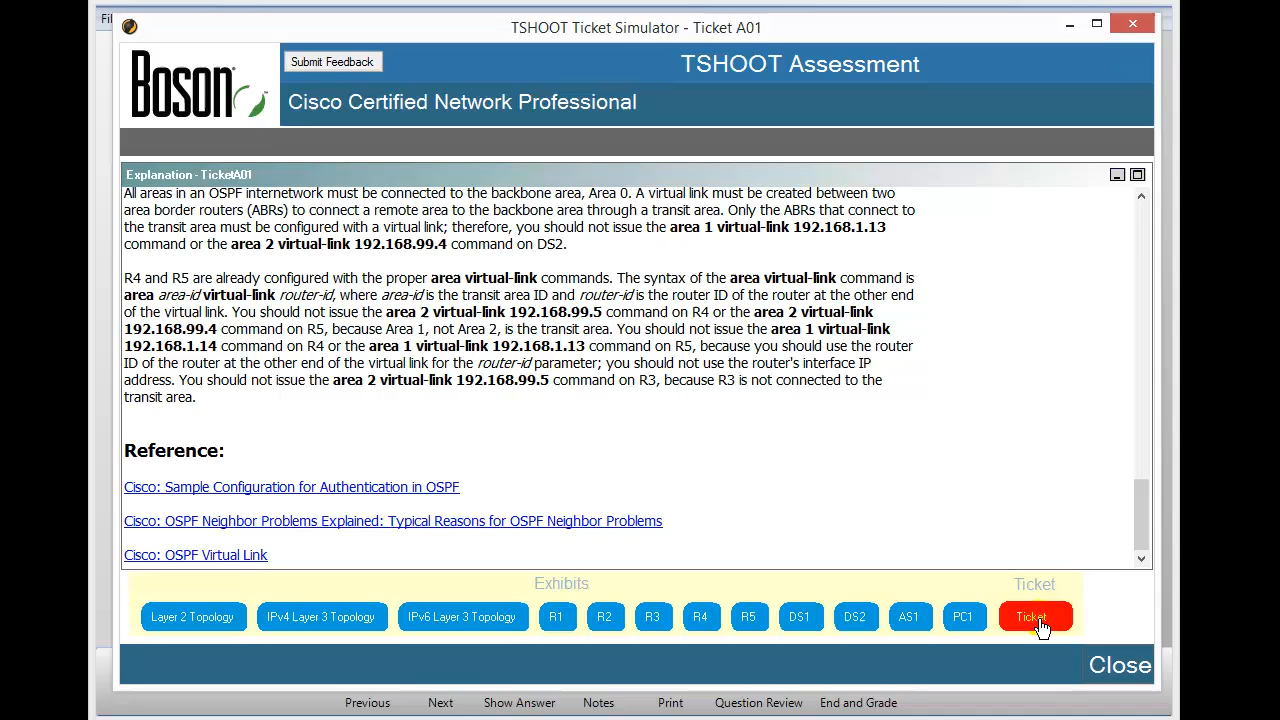 Fil
TSHOOT Ticket Simulator - Ticket A01
Boson™
Submit Feedback
TSHOOT Assessment
Cisco Certified Network Professional
Explanation - TicketA01
All areas in an OSPF internetwork must be connected to the backbone area, Area 0. A virtual link must be created between two
area border routers (ABRs) to connect a remote area to the backbone area through a transit area. Only the ABRs that connect to
the transit area must be configured with a virtual link; therefore, you should not issue the area 1 virtual-link 192.168.1.13
command or the area 2 virtual-link 192.168.99.4 command on DS2.
R4 and R5 are already configured with the proper area virtual-link commands. The syntax of the area virtual-link command is
area area-id virtual-link router-id, where area-id is the transit area ID and router-id is the router ID of the router at the other end
of the virtual link. You should not issue the area 2 virtual-link 192.168.99.5 command on R4 or the area 2 virtual-link
192.168.99.4 command on R5, because Area 1, not Area 2, is the transit area. You should not issue the area 1 virtual-link
192.168.1.14 command on R4 or the area 1 virtual-link 192.168.1.13 command on R5, because you should use the router
ID of the router at the other end of the virtual link for the router-id parameter; you should not use the router's interface IP
address. You should not issue the area 2 virtual-link 192.168.99.5 command on R3, because R3 is not connected to the
transit area.
Reference:
Cisco: Sample Configuration for Authentication in OSPF
Cisco: OSPF Neighbor Problems Explained: Typical Reasons for OSPF Neighbor Problems
Cisco: OSPF Virtual Link
Exhibits Ticket
Layer 2 Topology IPv4 Layer 3 Topology IPv6 Layer 3 Topology R1 R2 R3 R4 R5 DS1 DS2 AS1 PC1 Ticket
Close
Previous Next Show Answer Notes Print Question Review End and Grade